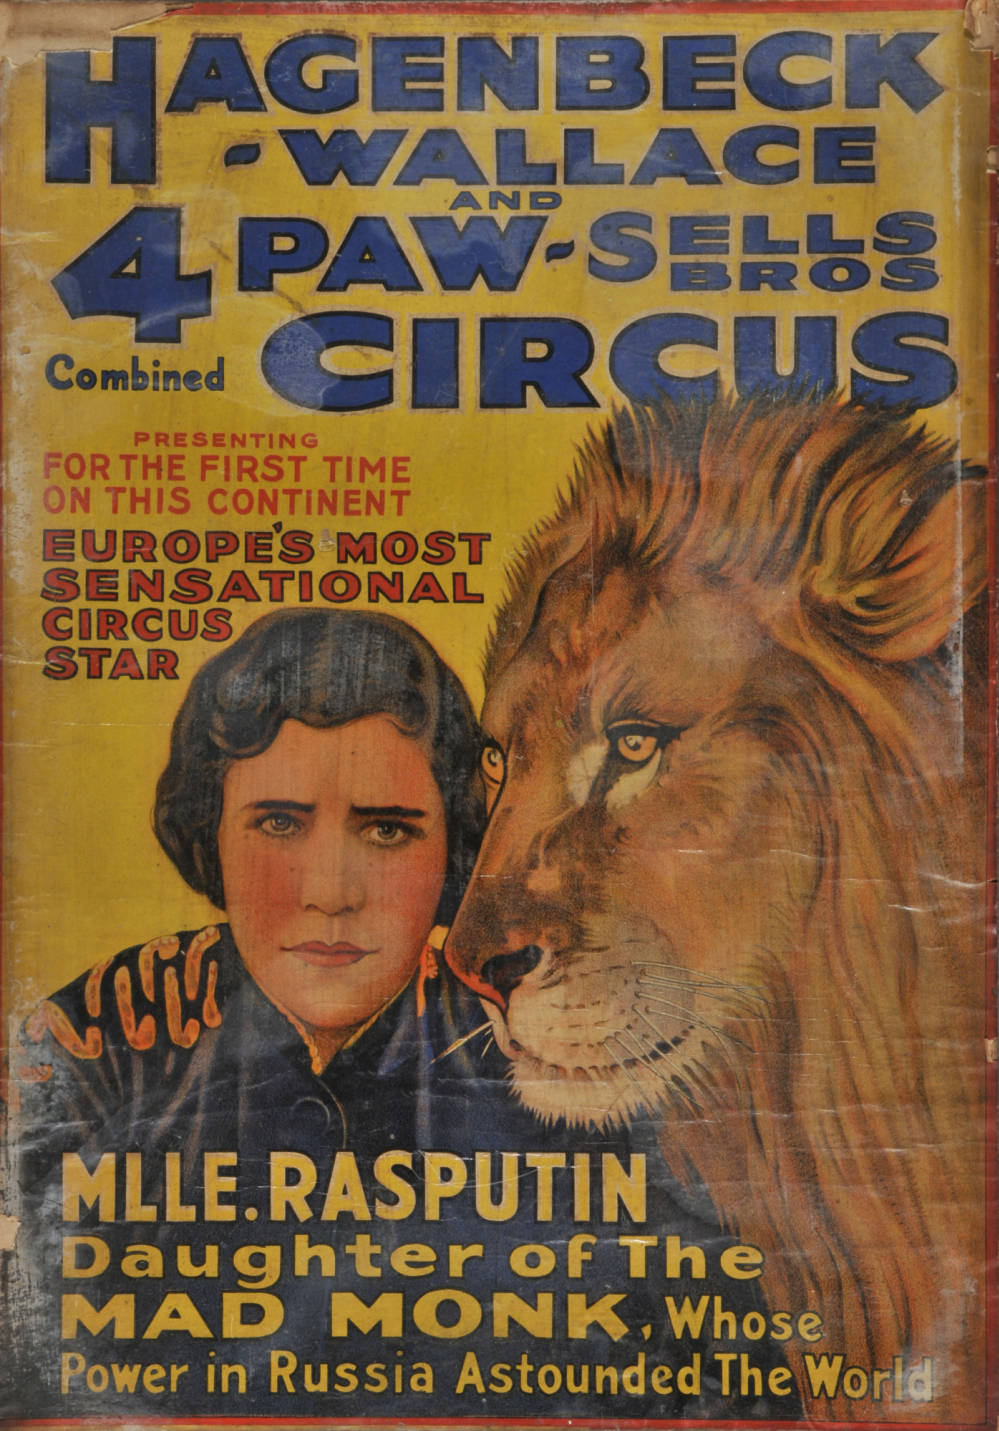 HAGENBECK
-WALLACE
AND
4 PAW-SELLS BROS
Combined CIRCUS
PRESENTING
FOR THE FIRST TIME
ON THIS CONTINENT
EUROPE'S MOST
SENSATIONAL
CIRCUS
STAR
MLLE. RASPUTIN
Daughter of The
MAD MONK, Whose
Power in Russia Astounded The World